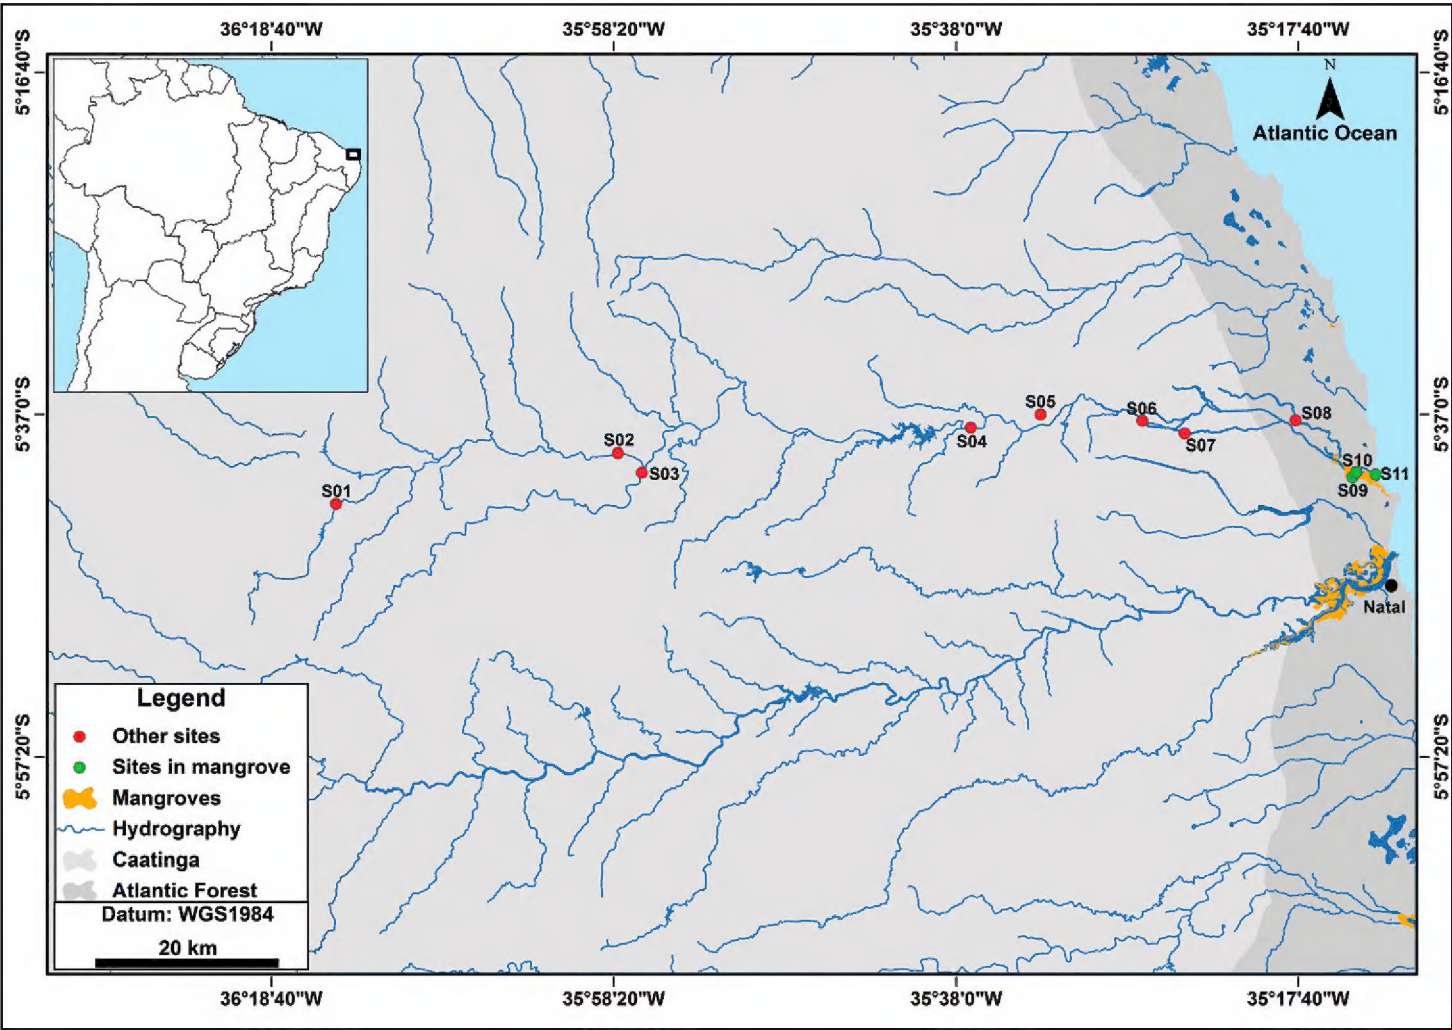 36°18'40"W
35°58'20"W
35°38'0"W
35°17'40"W
5°16'40"S
5°16'40"S
N
Atlantic Ocean
5°37'0"S
5°37'0"S
S01
S02
S03
S04
S05
S06
S07
S08
S10
S11
S09
Natal
5°57'20"S
5°57'20"S
Legend
Other sites
Sites in mangrove
Mangroves
Hydrography
Caatinga
Atlantic Forest
Datum: WGS1984
20 km
36°18'40"W
35°58'20"W
35°38'0"W
35°17'40"W